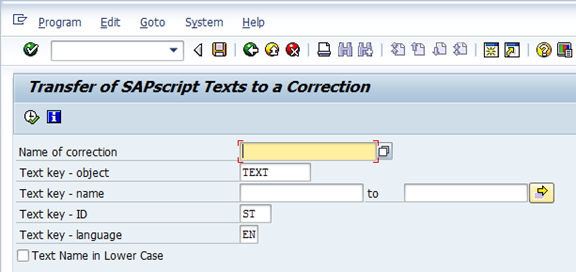 Program Edit Goto System Help
Transfer of SAPscript Texts to a Correction
Name of correction
Text key - object TEXT
Text key - name to
Text key - ID ST
Text key - language EN
Text Name in Lower Case